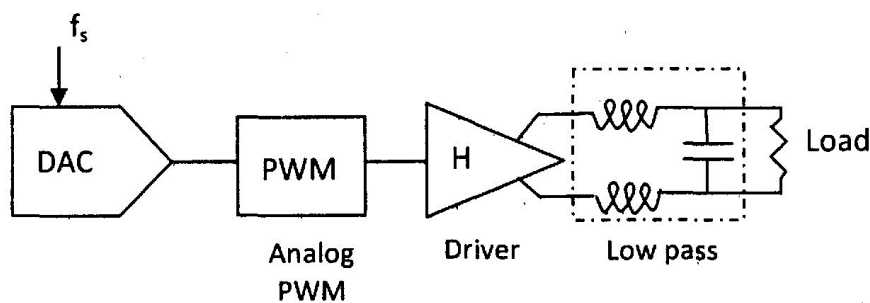 fs
DAC
PWM
H
Load
Analog
PWM
Driver
Low pass